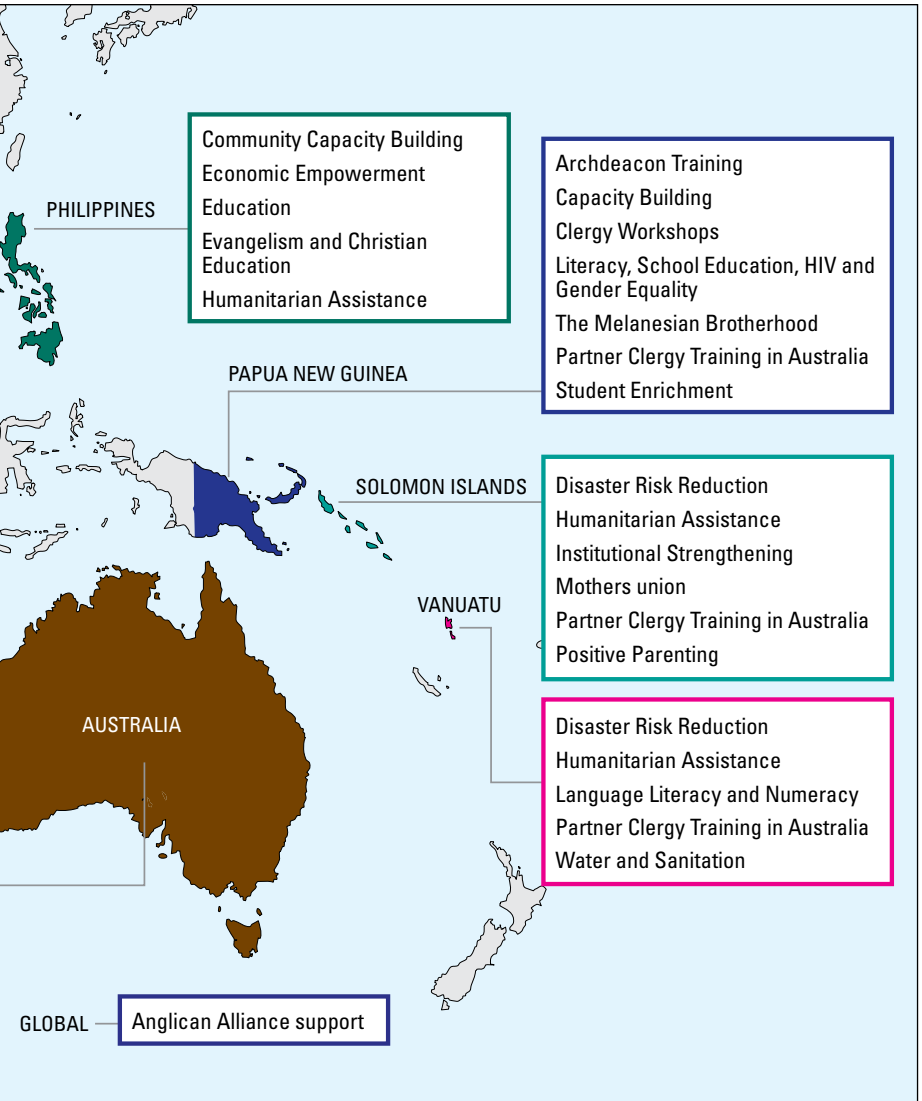 PHILIPPINES
Community Capacity Building
Economic Empowerment
Education
Evangelism and Christian
Education
Humanitarian Assistance
PAPUA NEW GUINEA
Archdeacon Training
Capacity Building
Clergy Workshops
Literacy, School Education, HIV and
Gender Equality
The Melanesian Brotherhood
Partner Clergy Training in Australia
Student Enrichment
SOLOMON ISLANDS
Disaster Risk Reduction
Humanitarian Assistance
Institutional Strengthening
Mothers union
Partner Clergy Training in Australia
Positive Parenting
VANUATU
Disaster Risk Reduction
Humanitarian Assistance
Language Literacy and Numeracy
Partner Clergy Training in Australia
Water and Sanitation
AUSTRALIA
GLOBAL
Anglican Alliance support